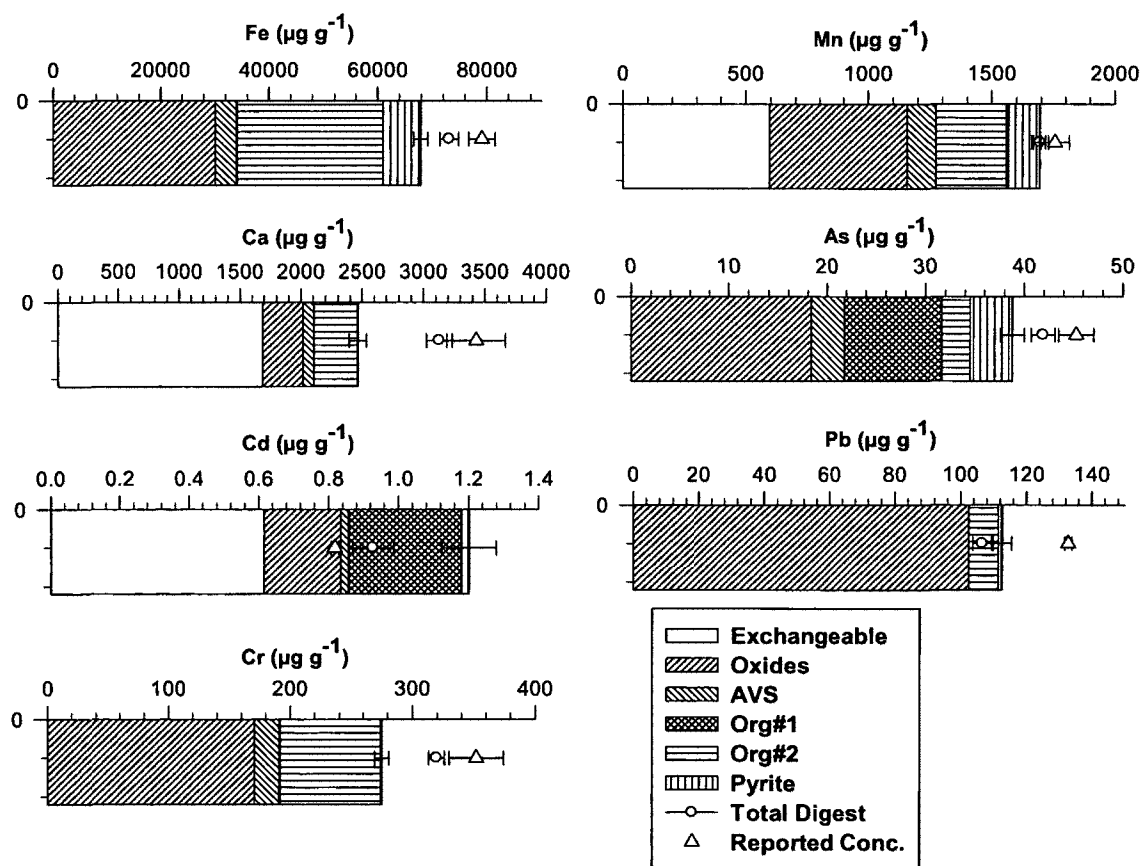 Fe (µg g-1)
0 20000 40000 60000 80000
0
Mn (µg g-1)
0 500 1000 1500 2000
0
Ca (µg g-1)
0 500 1000 1500 2000 2500 3000 3500 4000
0
As (µg g-1)
0 10 20 30 40 50
0
Cd (µg g-1)
0.0 0.2 0.4 0.6 0.8 1.0 1.2 1.4
0
Pb (µg g-1)
0 20 40 60 80 100 120 140
0
Cr (µg g-1)
0 100 200 300 400
0
Exchangeable
Oxides
AVS
Org#1
Org#2
Pyrite
Total Digest
Reported Conc.